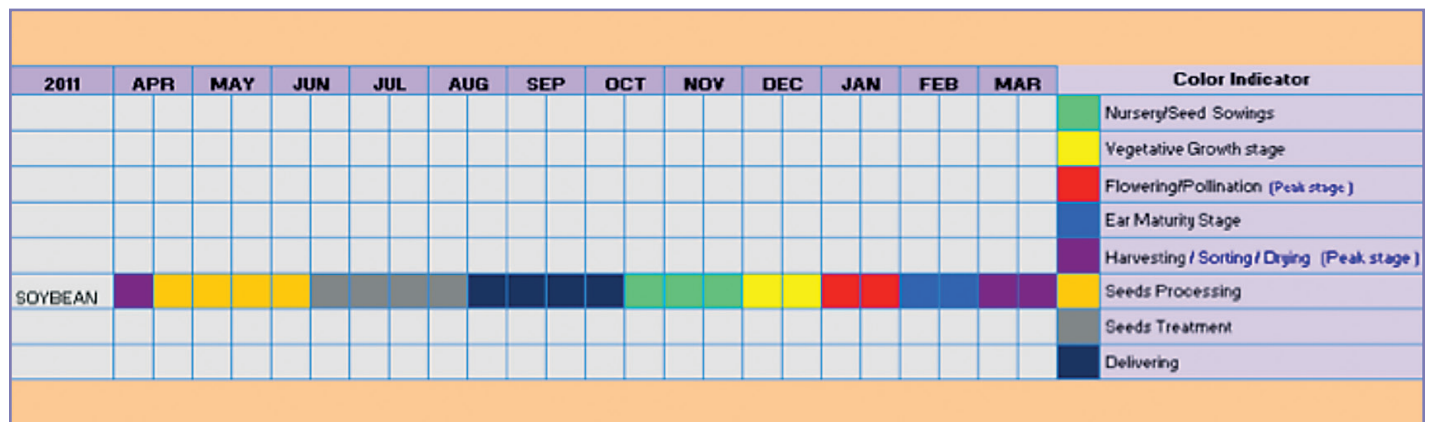 2011 APR MAY JUN JUL AUG SEP OCT NOV DEC JAN FEB MAR Color Indicator
Nursery/Seed Sowings
Vegetative Growth stage
Flowering/Pollination (Peak stage)
Ear Maturity Stage
Harvesting / Sorting / Drying (Peak stage)
SOYBEAN Seeds Processing
Seeds Treatment
Delivering